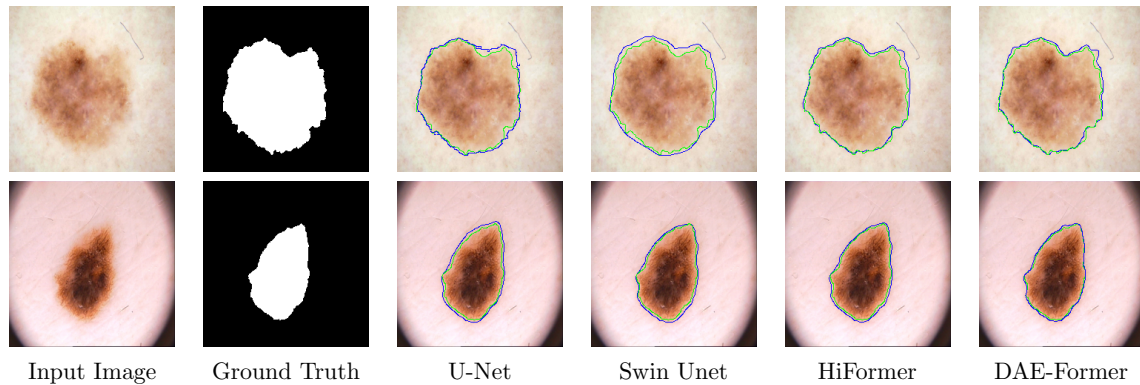 Input Image
Ground Truth
U-Net
Swin Unet
HiFormer
DAE-Former